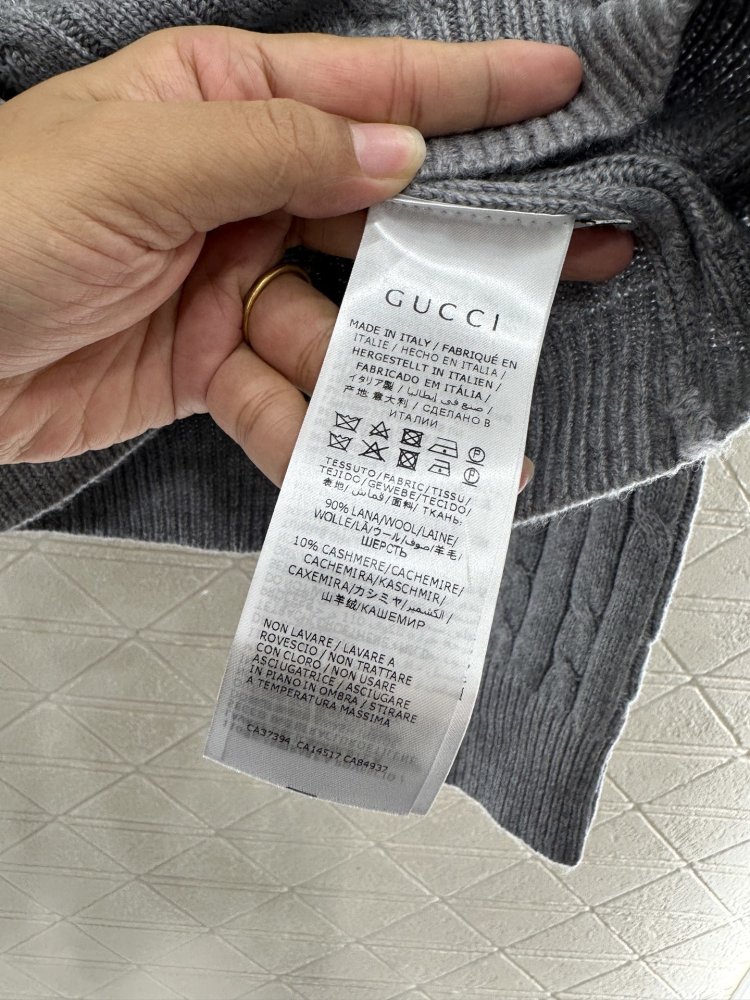 GUCCI
MADE IN ITALY / FABRIQUÉ EN
ITALIE / HECHO EN ITALIA /
HERGESTELLT IN ITALIEN /
FABRICADO EM ITÁLIA /
イタリア製 / صنع في إيطاليا /
产地 意大利 / СДЕЛАНО В
ИТАЛИИ
TESSUTO/FABRIC/TISSU/
TEJIDO/GEWEBE/TECIDO/
表地/قماش/面料/ ТКАНЬ:
90% LANA/WOOL/LAINE/
WOLLE/LÃ/ウール/صوف/羊毛/
ШЕРСТЬ
10% CASHMERE/CACHEMIRE/
CACHEMIRA/KASCHMIR/
CAXEMIRA/カシミヤ/الكشمير/
山羊绒/КАШЕМИР
NON LAVARE / LAVARE A
ROVESCIO / NON TRATTARE
CON CLORO / NON USARE
ASCIUGATRICE / ASCIUGARE
IN PIANO IN OMBRA / STIRARE
A TEMPERATURA MASSIMA
CA37394 CA14517 CA84937